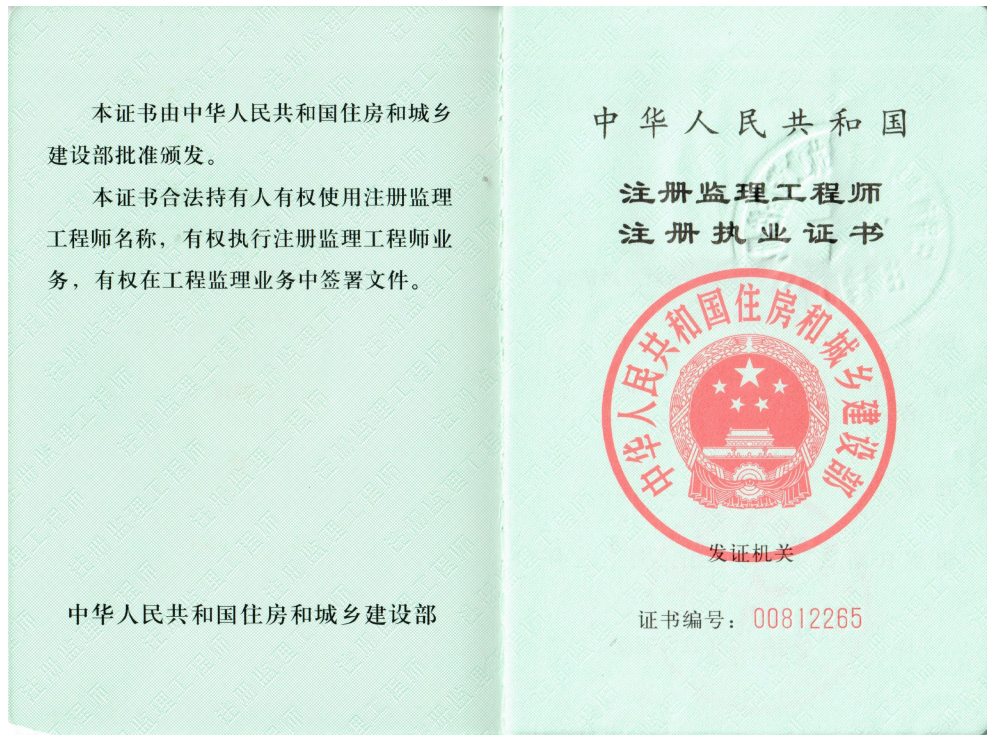 本证书由中华人民共和国住房和城乡
建设部批准颁发。
本证书合法持有人有权使用注册监理
工程师名称，有权执行注册监理工程师业
务，有权在工程监理业务中签署文件。
中华人民共和国住房和城乡建设部
中华人民共和国
注册监理工程师
注册执业证书
中华人民共和国住房和城乡建设部
发证机关
证书编号：00812265